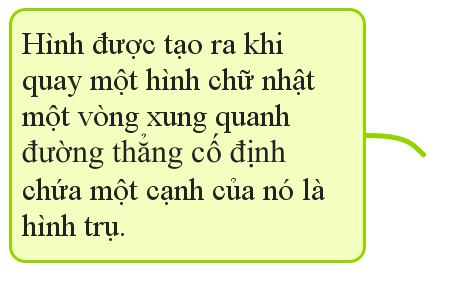 Hình được tạo ra khi
quay một hình chữ nhật
một vòng xung quanh
đường thẳng cố định
chứa một cạnh của nó là
hình trụ.